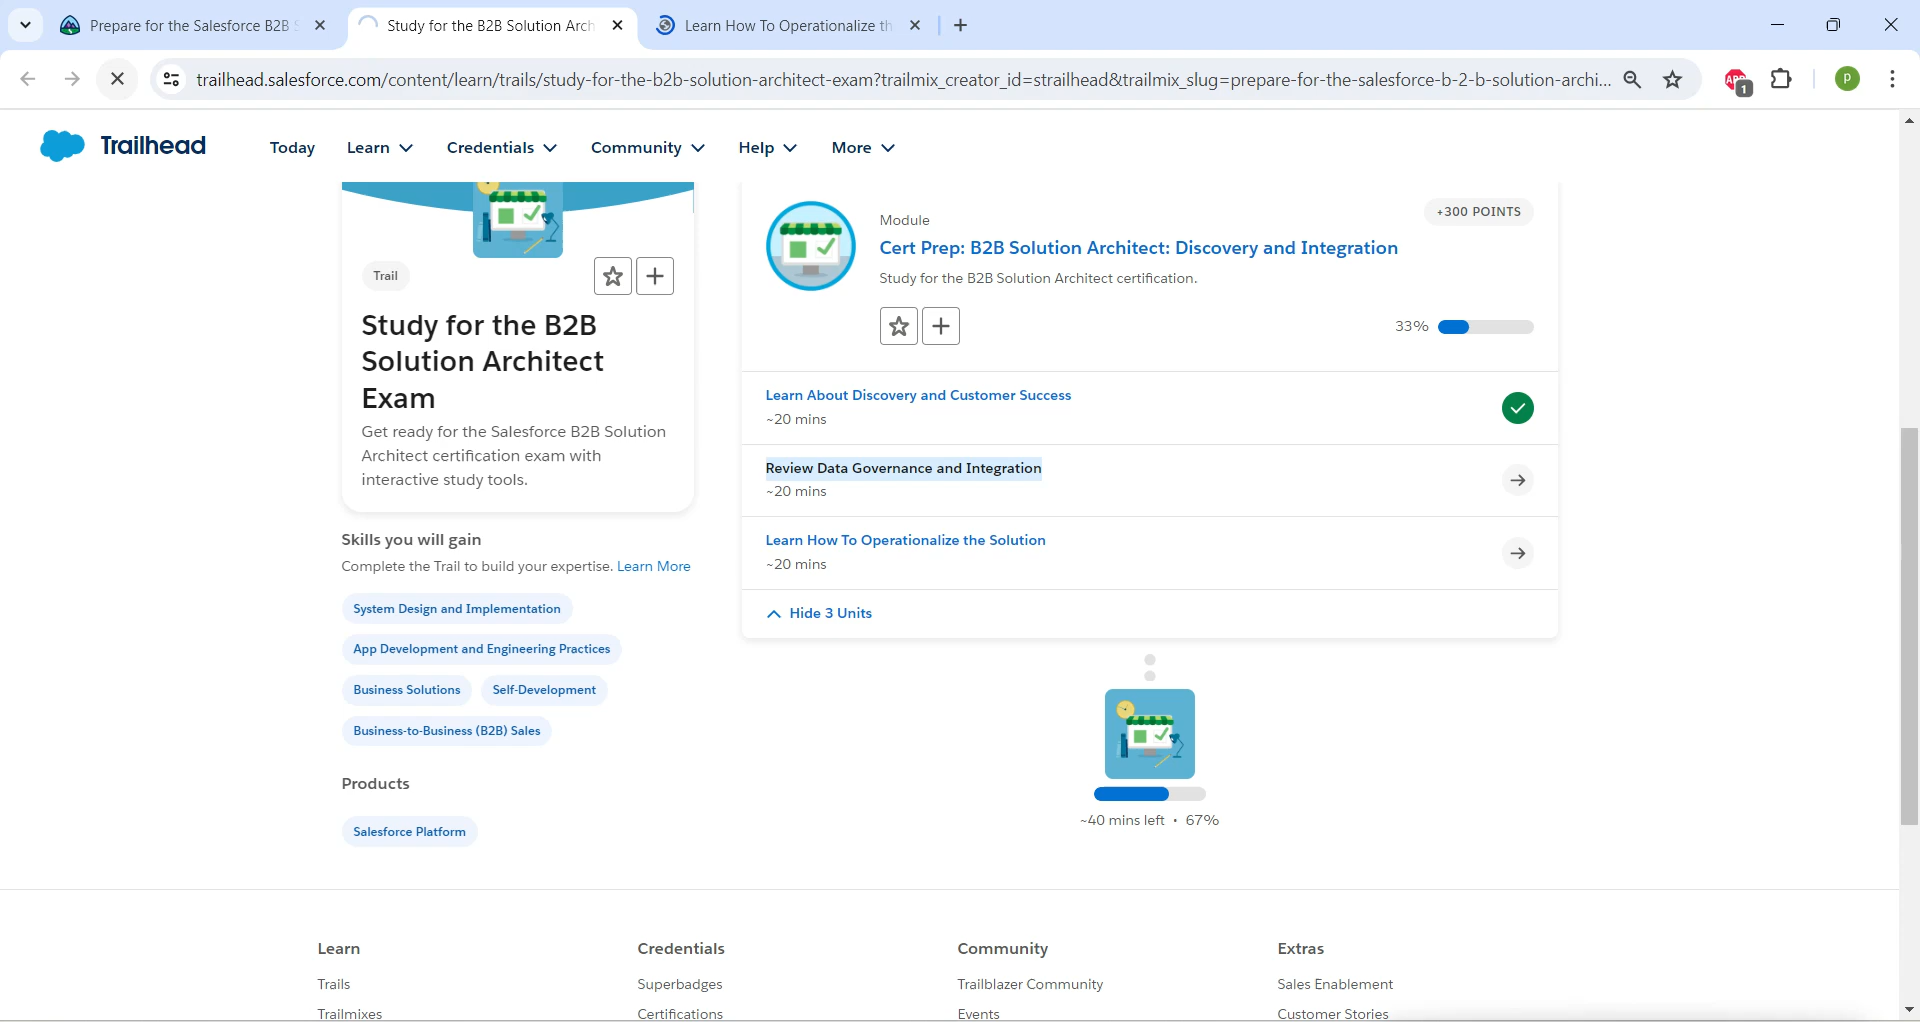 Prepare for the Salesforce B2B S
Study for the B2B Solution Arch
Learn How To Operationalize th
trailhead.salesforce.com/content/learn/trails/study-for-the-b2b-solution-architect-exam?trailmix_creator_id=strailhead&trailmix_slug=prepare-for-the-salesforce-b-2-b-solution-archi...
ABP
1
P
Trailhead
Today
Learn
Credentials
Community
Help
More
Trail
Study for the B2B
Solution Architect
Exam
Get ready for the Salesforce B2B Solution
Architect certification exam with
interactive study tools.
Skills you will gain
Complete the Trail to build your expertise. Learn More
System Design and Implementation
App Development and Engineering Practices
Business Solutions
Self-Development
Business-to-Business (B2B) Sales
Products
Salesforce Platform
Module
+300 POINTS
Cert Prep: B2B Solution Architect: Discovery and Integration
Study for the B2B Solution Architect certification.
33%
Learn About Discovery and Customer Success
~20 mins
Review Data Governance and Integration
~20 mins
Learn How To Operationalize the Solution
~20 mins
Hide 3 Units
~40 mins left • 67%
Learn
Trails
Trailmixes
Credentials
Superbadges
Certifications
Community
Trailblazer Community
Events
Extras
Sales Enablement
Customer Stories